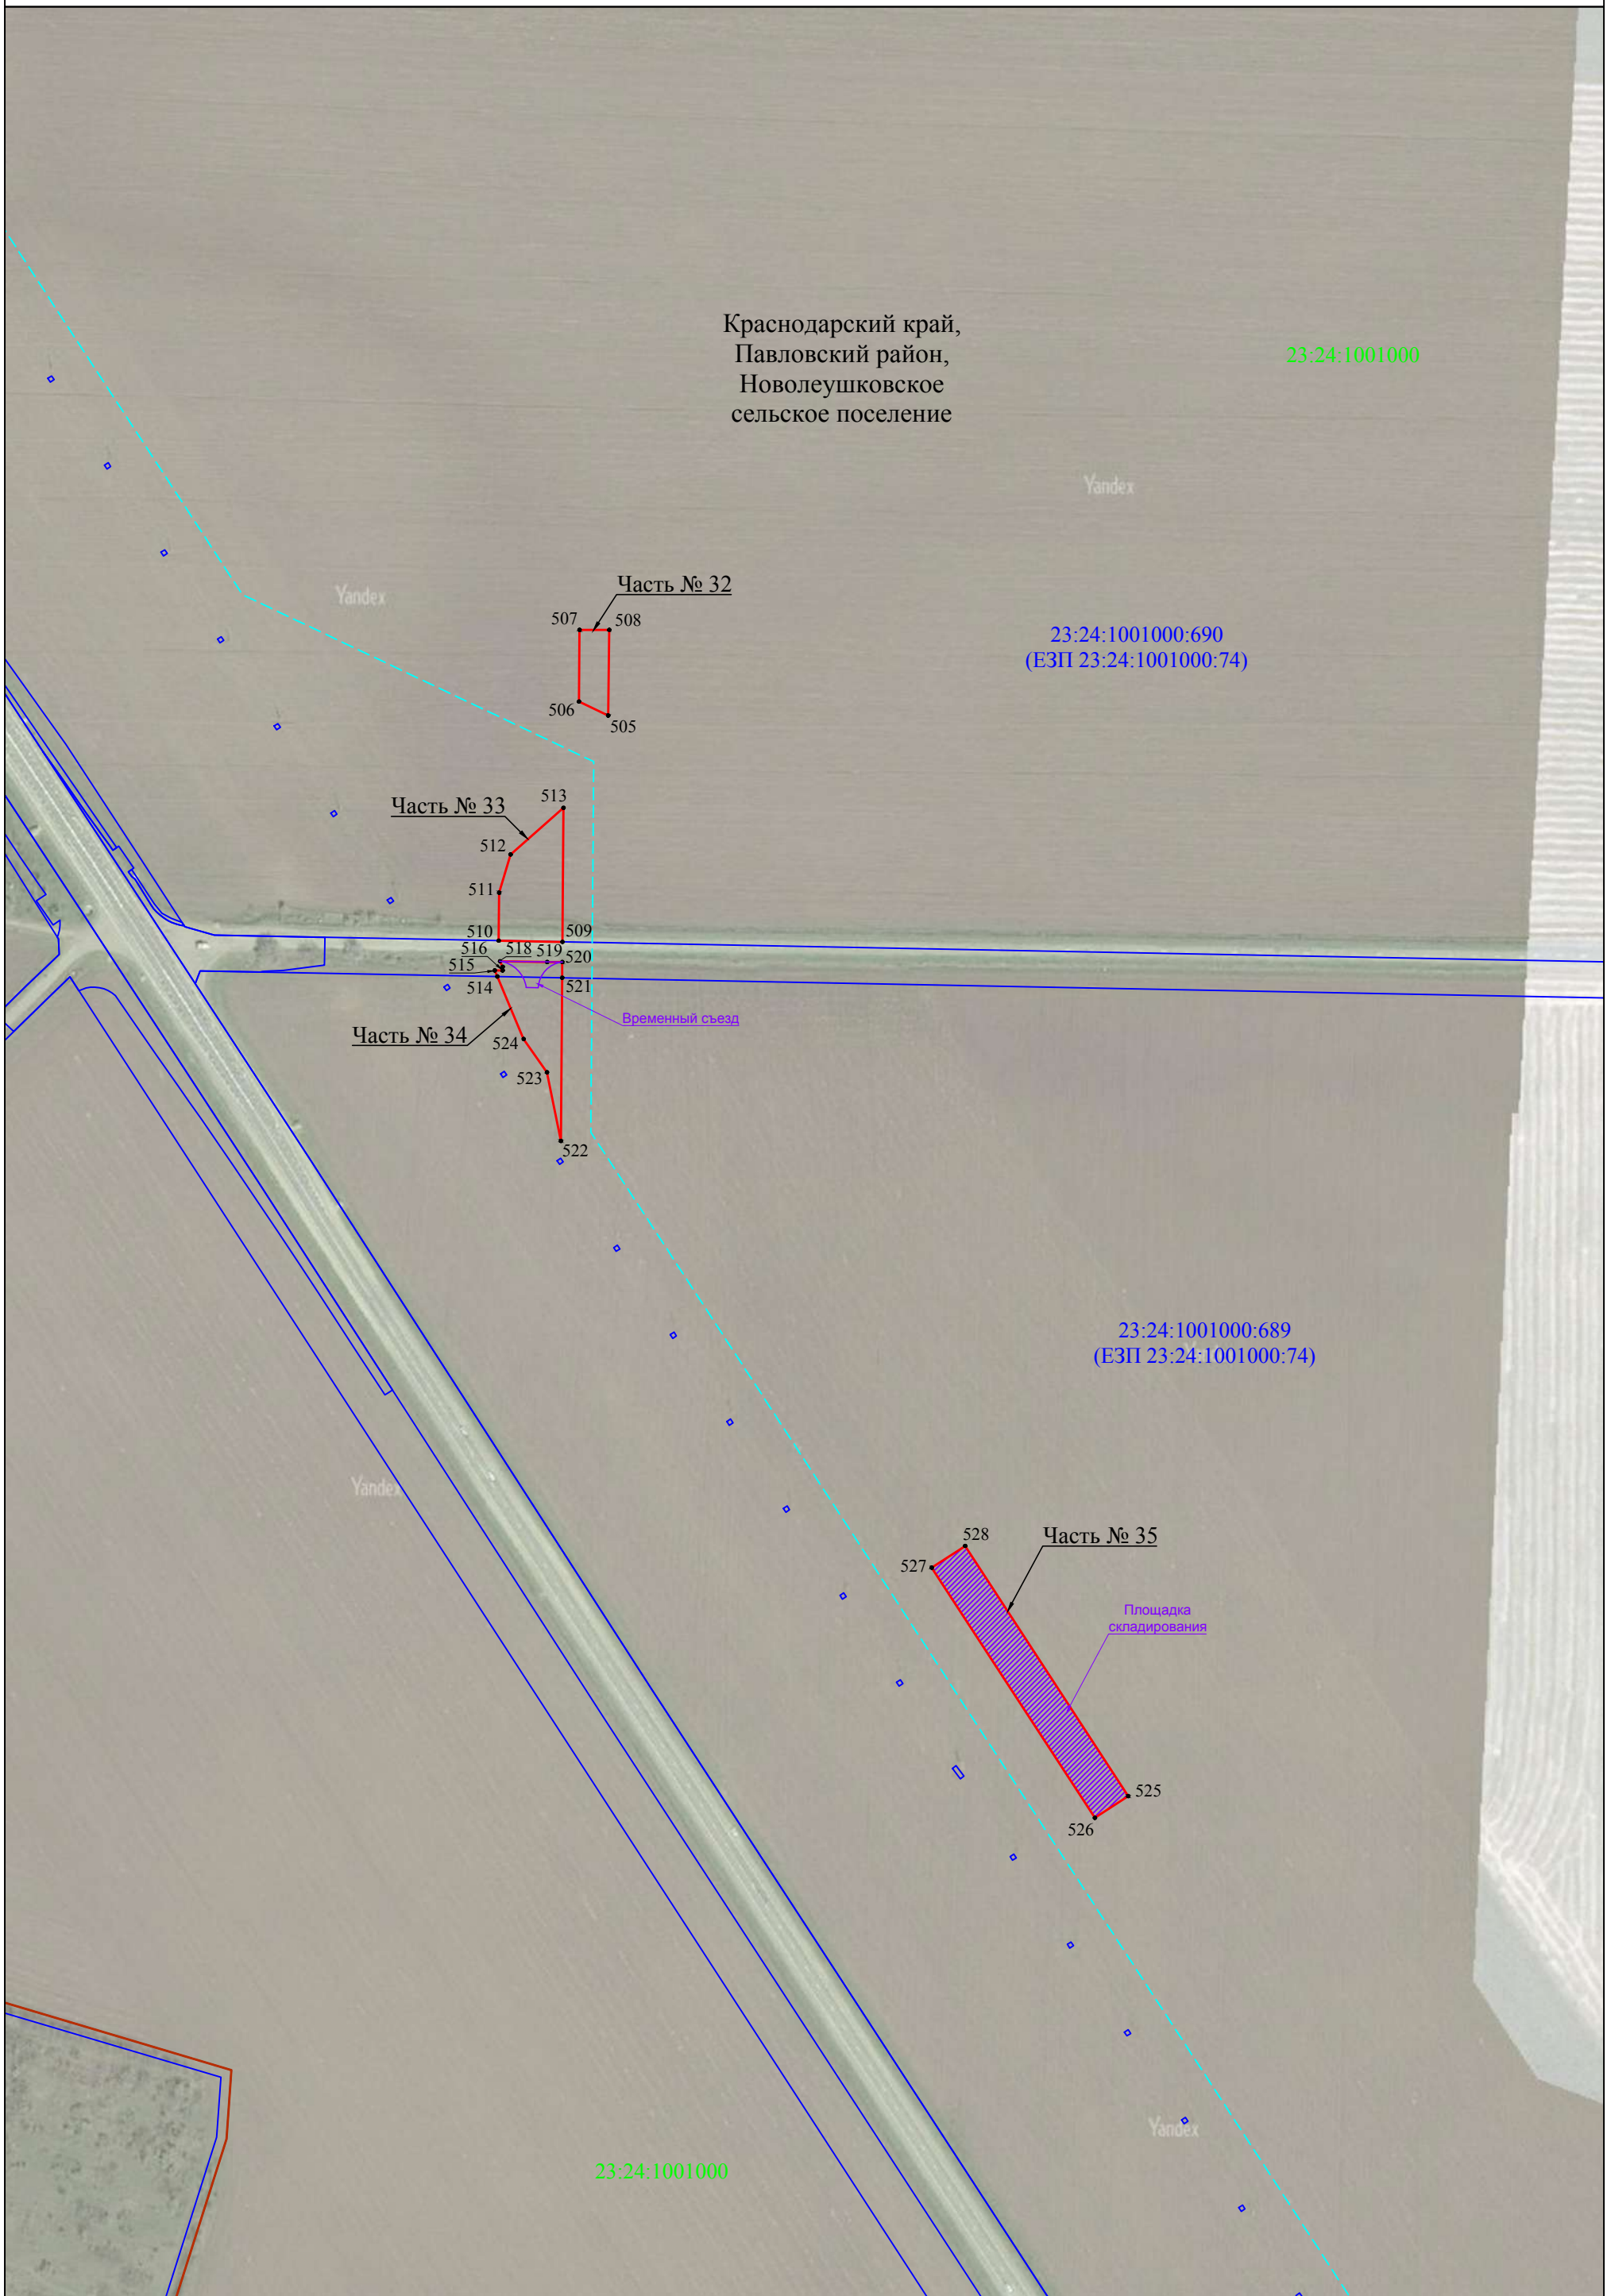 Краснодарский край,
Павловский район,
Новолеушковское
сельское поселение
23:24:1001000
Yandex
Yandex
Часть № 32
507
508
23:24:1001000:690
(ЕЗП 23:24:1001000:74)
506
505
Часть № 33
513
512
511
510
509
516
518
519
520
515
514
521
Временный съезд
Часть № 34
524
523
522
23:24:1001000:689
(ЕЗП 23:24:1001000:74)
Yandex
528
Часть № 35
527
Площадка
складирования
525
526
Yandex
23:24:1001000